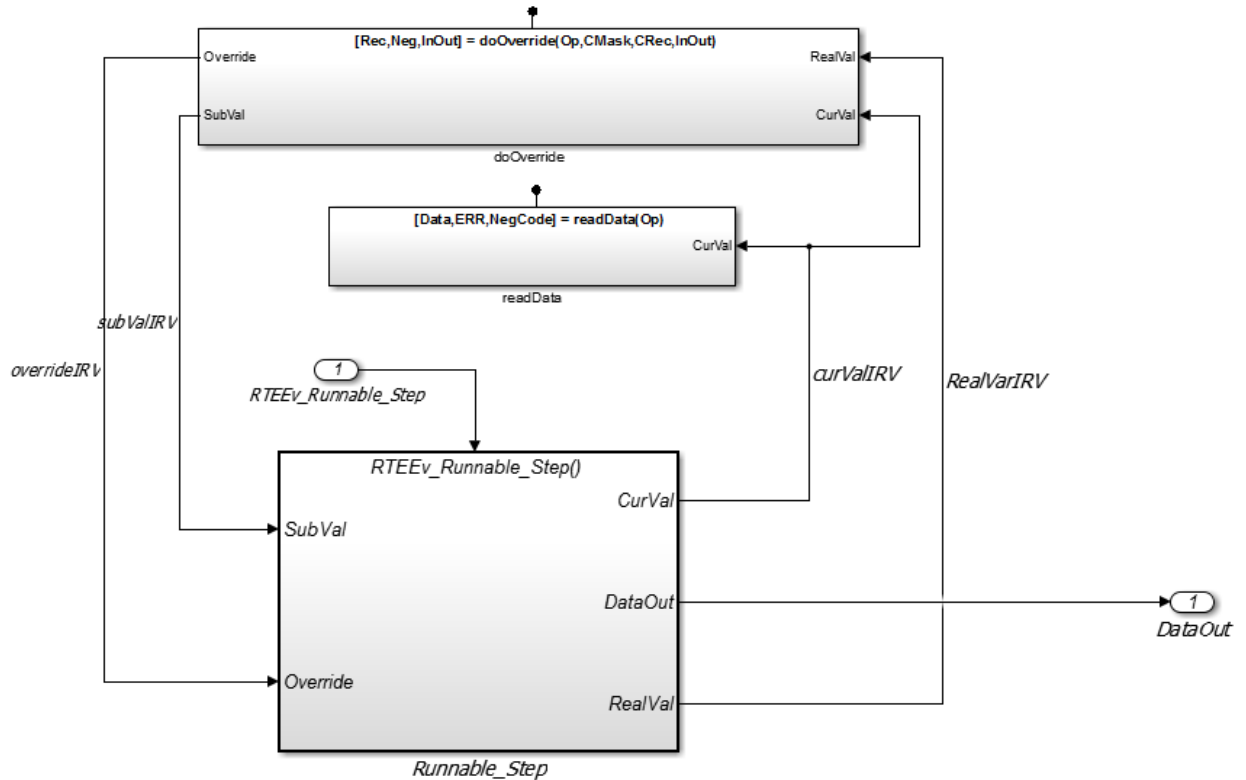 [Rec,Neg,InOut] = doOverride(Op,CMask,CRec,InOut)
Override
RealVal
SubVal
CurVal
doOverride
[Data,ERR,NegCode] = readData(Op)
CurVal
readData
subValIRV
overrideIRV
1
RTEEv_Runnable_Step
curValIRV
RealVarIRV
RTEEv_Runnable_Step()
CurVal
SubVal
DataOut
1
DataOut
Override
RealVal
Runnable_Step